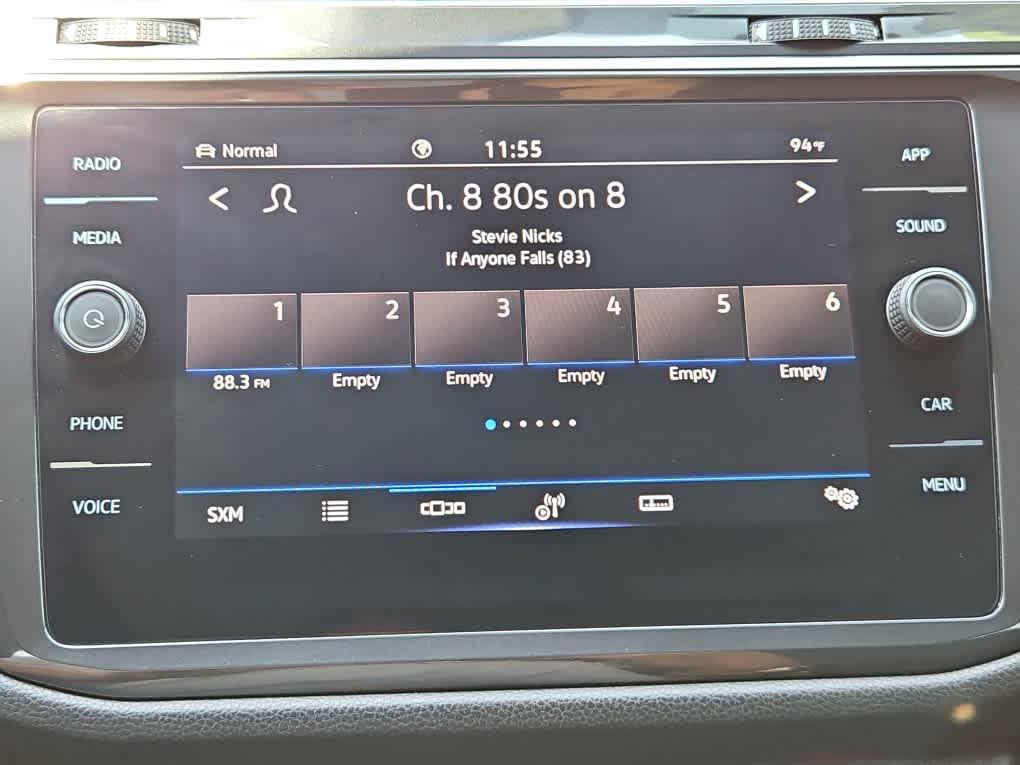 RADIO
MEDIA
PHONE
VOICE
Normal
11:55
94°F
Ch. 8 80s on 8
Stevie Nicks
If Anyone Falls (83)
1 2 3 4 5 6
88.3 FM Empty Empty Empty Empty Empty
SXM
APP
SOUND
CAR
MENU